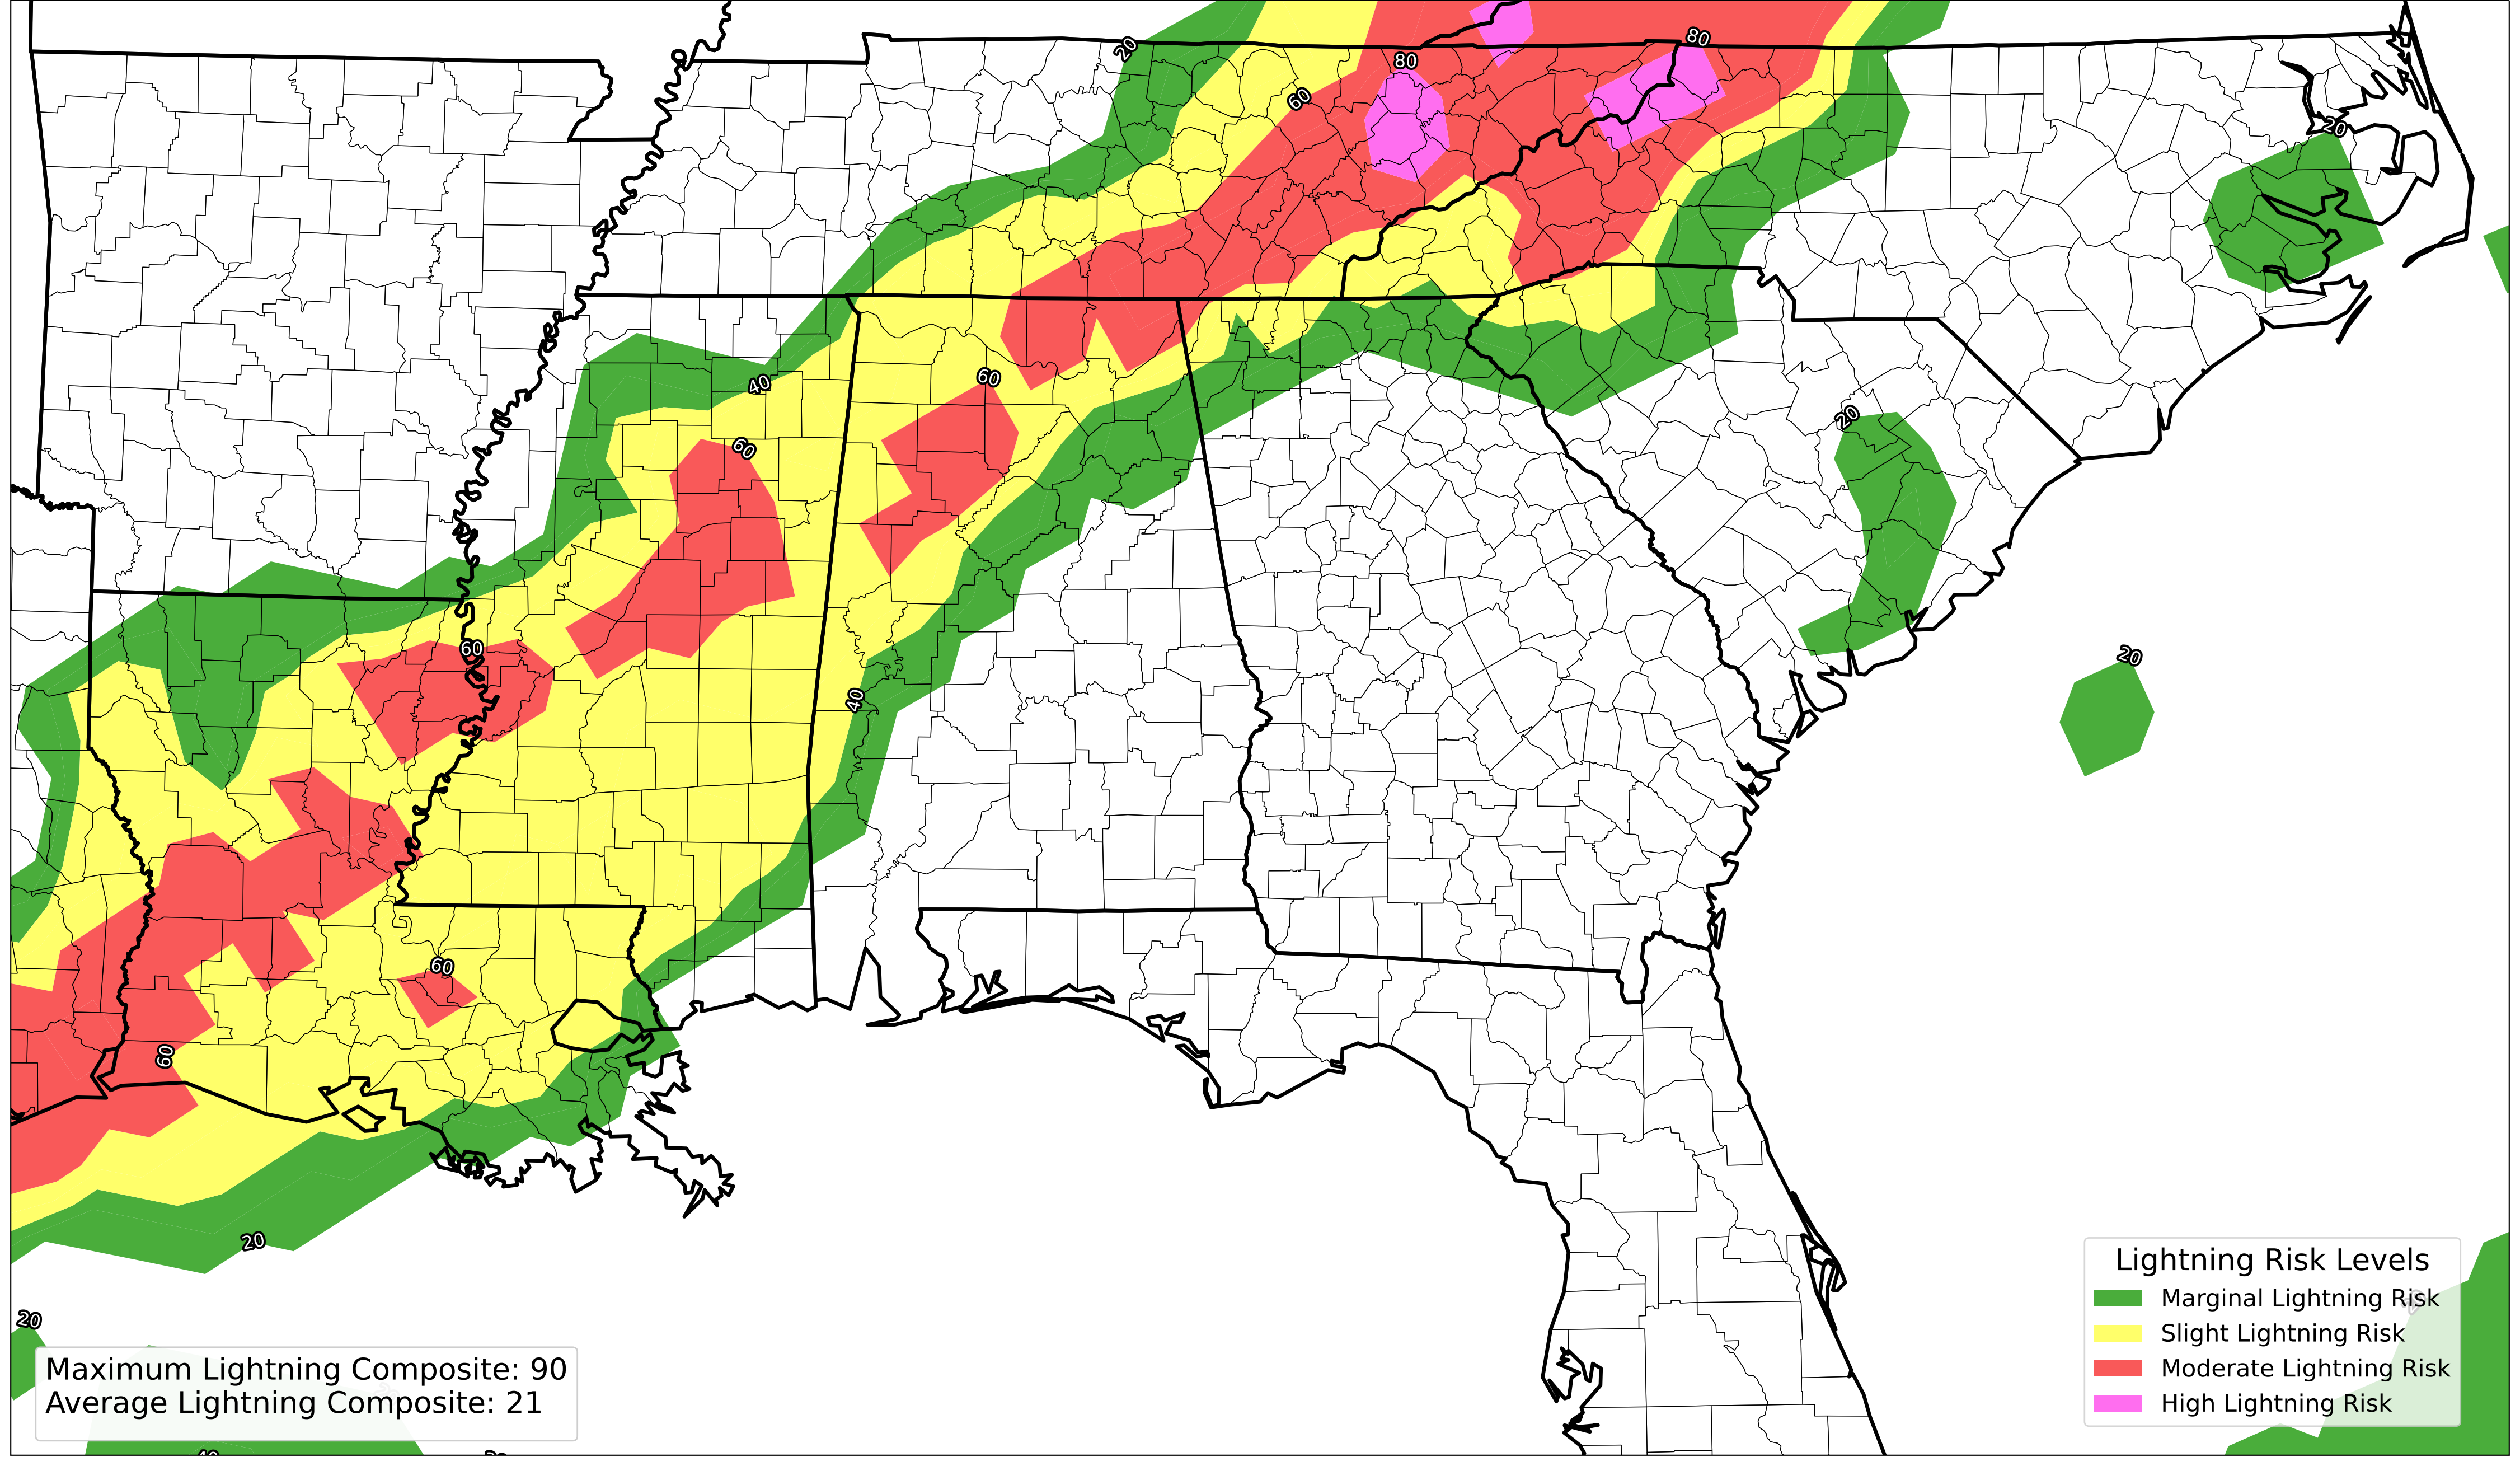 20
80
80
60
20
40
60
20
60
60
40
20
60
60
20
20
Lightning Risk Levels
Marginal Lightning Risk
Slight Lightning Risk
Moderate Lightning Risk
High Lightning Risk
Maximum Lightning Composite: 90
Average Lightning Composite: 21